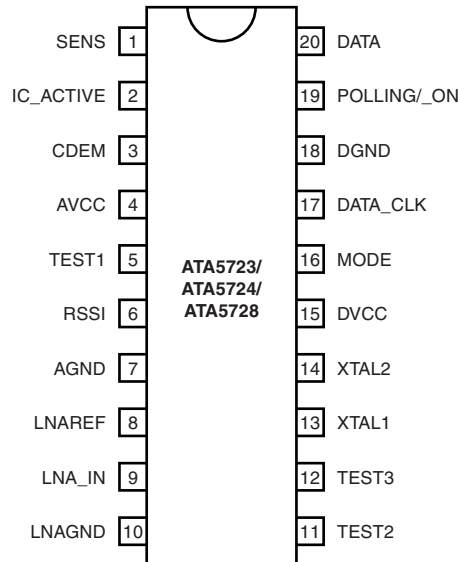 SENS 1 20 DATA
IC_ACTIVE 2 19 POLLING/_ON
CDEM 3 18 DGND
AVCC 4 17 DATA_CLK
TEST1 5 16 MODE
ATA5723/
ATA5724/
ATA5728
RSSI 6 15 DVCC
AGND 7 14 XTAL2
LNAREF 8 13 XTAL1
LNA_IN 9 12 TEST3
LNAGND 10 11 TEST2